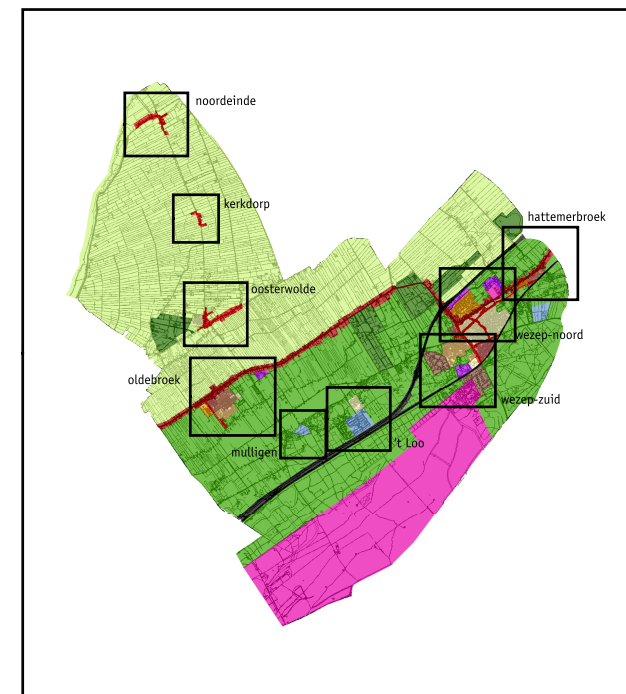 noordeinde
kerkdorp
hattemerbroek
oosterwolde
wezep-noord
oldebroek
wezep-zuid
't Loo
mulligen